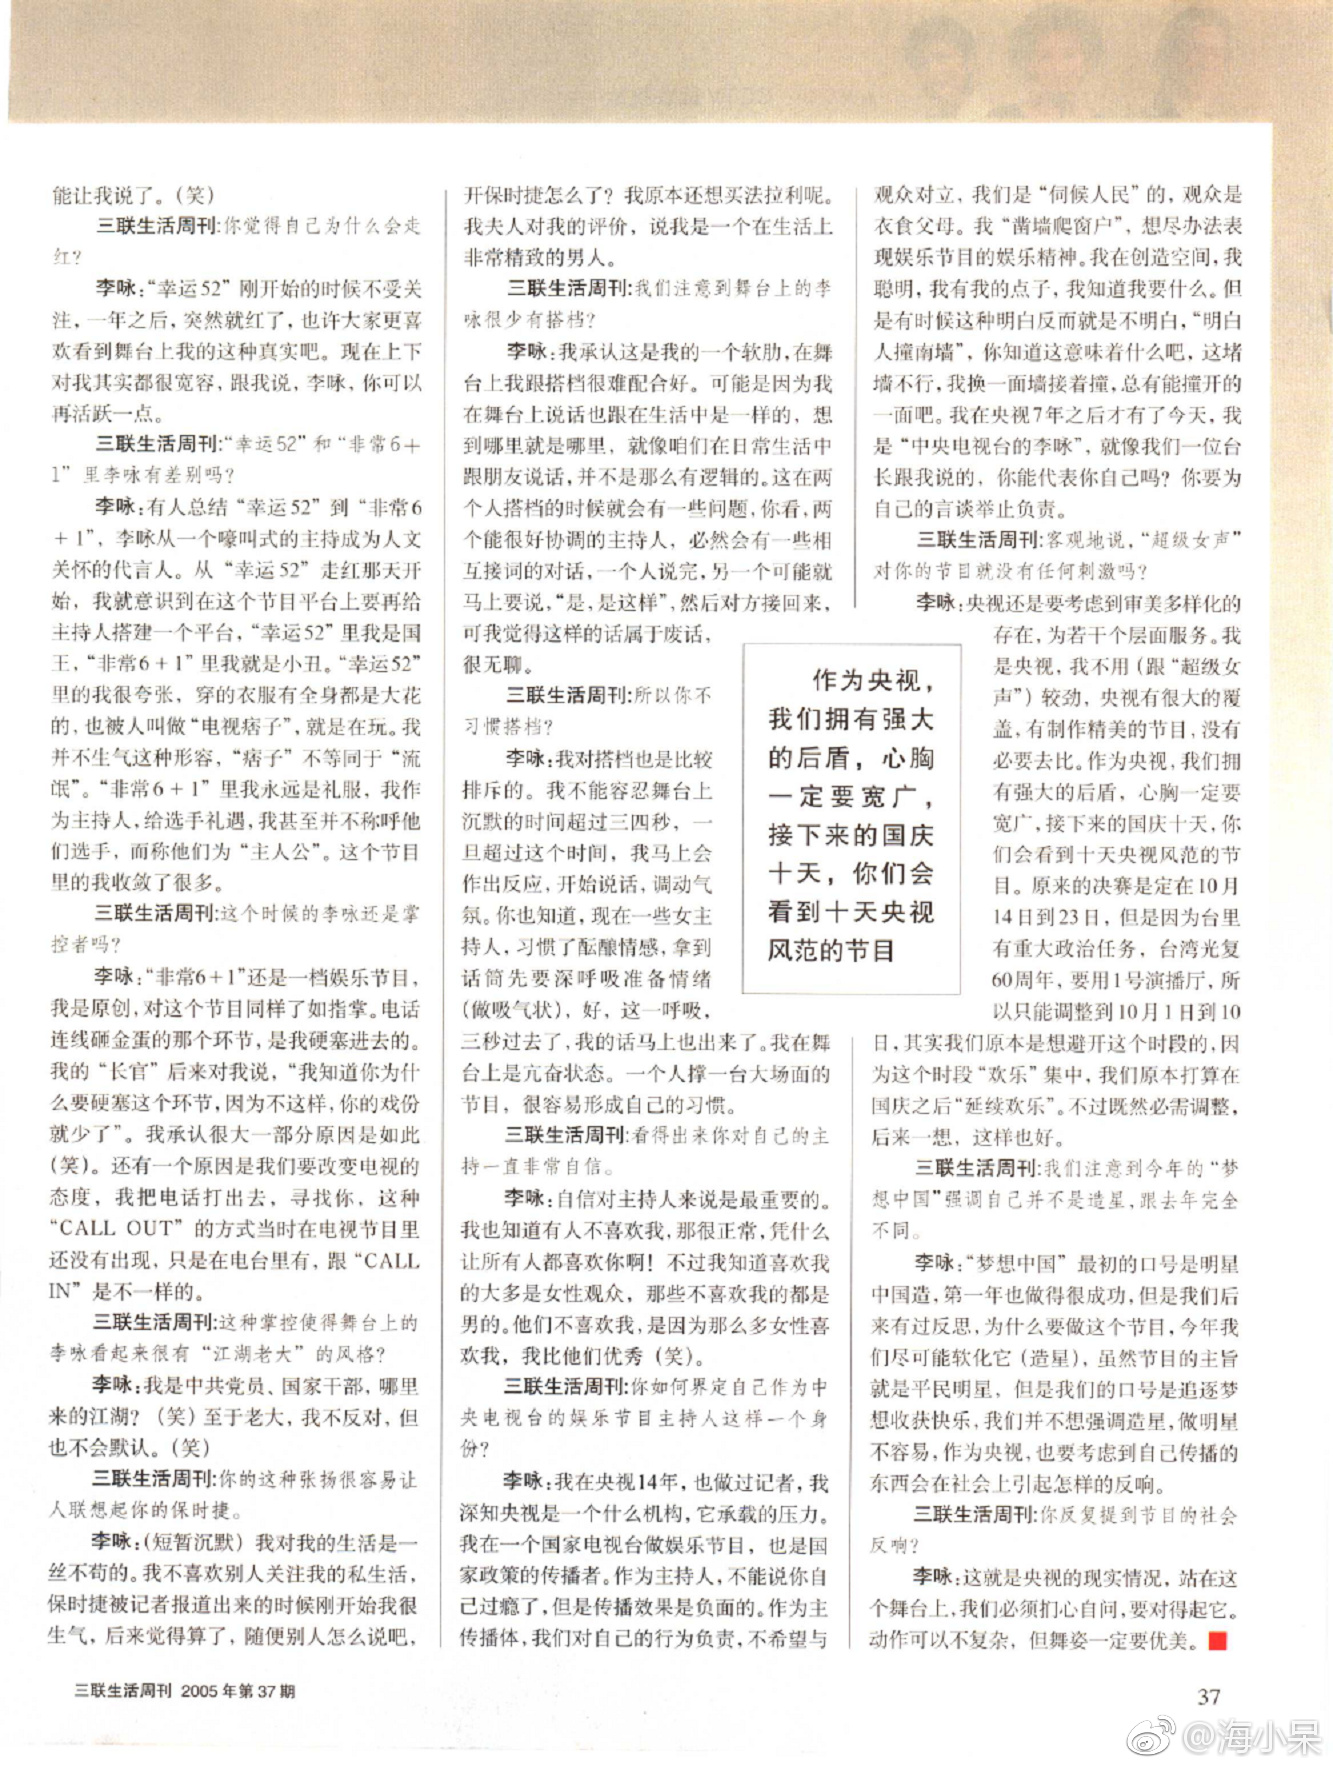 能让我说了。（笑）
三联生活周刊:你觉得自己为什么会走
红？
李咏:“幸运52”刚开始的时候不受关
注，一年之后，突然就红了，也许大家更喜
欢看到舞台上我的这种真实吧。现在上下
对我其实都很宽容，跟我说，李咏，你可以
再活跃一点。
三联生活周刊:“幸运52”和“非常6+
1”里李咏有差别吗？
李咏:有人总结“幸运52”到“非常6
+1”，李咏从一个嚎叫式的主持成为人文
关怀的代言人。从“幸运52”走红那天开
始，我就意识到在这个节目平台上要再给
主持人搭建一个平台，“幸运52”里我是国
王，“非常6+1”里我就是小丑。“幸运52”
里的我很夸张，穿的衣服有全身都是大花
的，也被人叫做“电视痞子”，就是在玩。我
并不生气这种形容，“痞子”不等同于“流
氓”。“非常6+1”里我永远是礼服，我作
为主持人，给选手礼遇，我甚至并不称呼他
们选手，而称他们为“主人公”。这个节目
里的我收敛了很多。
三联生活周刊:这个时候的李咏还是掌
控者吗？
李咏:“非常6+1”还是一档娱乐节目，
我是原创，对这个节目同样了如指掌。电话
连线砸金蛋的那个环节，是我硬塞进去的。
我的“长官”后来对我说，“我知道你为什
么要硬塞这个环节，因为不这样，你的戏份
就少了”。我承认很大一部分原因是如此
（笑）。还有一个原因是我们要改变电视的
态度，我把电话打出去，寻找你，这种
“CALL OUT”的方式当时在电视节目里
还没有出现，只是在电台里有，跟“CALL
IN”是不一样的。
三联生活周刊:这种掌控使得舞台上的
李咏看起来很有“江湖老大”的风格？
李咏:我是中共党员、国家干部，哪里
来的江湖？（笑）至于老大，我不反对，但
也不会默认。（笑）
三联生活周刊:你的这种张扬很容易让
人联想起你的保时捷。
李咏:（短暂沉默）我对我的生活是一
丝不苟的。我不喜欢别人关注我的私生活，
保时捷被记者报道出来的时候刚开始我很
生气，后来觉得算了，随便别人怎么说吧，
开保时捷怎么了？我原本还想买法拉利呢。
我夫人对我的评价，说我是一个在生活上
非常精致的男人。
三联生活周刊:我们注意到舞台上的李
咏很少有搭档？
李咏:我承认这是我的一个软肋，在舞
台上我跟搭档很难配合好。可能是因为我
在舞台上说话也跟在生活中是一样的，想
到哪里就是哪里，就像咱们在日常生活中
跟朋友说话，并不是那么有逻辑的。这在两
个人搭档的时候就会有一些问题，你看，两
个能很好协调的主持人，必然会有一些相
互接词的对话，一个人说完，另一个可能就
马上要说，“是，是这样”，然后对方接回来，
可我觉得这样的话属于废话，
很无聊。
三联生活周刊:所以你不
习惯搭档？
李咏:我对搭档也是比较
排斥的。我不能容忍舞台上
沉默的时间超过三四秒，一
旦超过这个时间，我马上会
作出反应，开始说话，调动气
氛。你也知道，现在一些女主
持人，习惯了酝酿情感，拿到
话筒先要深呼吸准备情绪
（做吸气状），好，这一呼吸，
三秒过去了，我的话马上也出来了。我在舞
台上是亢奋状态。一个人撑一台大场面的
节目，很容易形成自己的习惯。
三联生活周刊:看得出来你对自己的主
持一直非常自信。
李咏:自信对主持人来说是最重要的。
我也知道有人不喜欢我，那很正常，凭什么
让所有人都喜欢你啊！不过我知道喜欢我
的大多是女性观众，那些不喜欢我的都是
男的。他们不喜欢我，是因为那么多女性喜
欢我，我比他们优秀（笑）。
三联生活周刊:你如何界定自己作为中
央电视台的娱乐节目主持人这样一个身
份？
李咏:我在央视14年，也做过记者，我
深知央视是一个什么机构，它承载的压力。
我在一个国家电视台做娱乐节目，也是国
家政策的传播者。作为主持人，不能说你自
己过瘾了，但是传播效果是负面的。作为主
传播体，我们对自己的行为负责，不希望与
作为央视，
我们拥有强大
的后盾，心胸
一定要宽广，
接下来的国庆
十天，你们会
看到十天央视
风范的节目
观众对立，我们是“伺候人民”的，观众是
衣食父母。我“凿墙爬窗户”，想尽办法表
现娱乐节目的娱乐精神。我在创造空间，我
聪明，我有我的点子，我知道我要什么。但
是有时候这种明白反而就是不明白，“明白
人撞南墙”，你知道这意味着什么吧，这堵
墙不行，我换一面墙接着撞，总有能撞开的
一面吧。我在央视7年之后才有了今天，我
是“中央电视台的李咏”，就像我们一位台
长跟我说的，你能代表你自己吗？你要为
自己的言谈举止负责。
三联生活周刊:客观地说，“超级女声”
对你的节目就没有任何刺激吗？
李咏:央视还是要考虑到审美多样化的
存在，为若干个层面服务。我
是央视，我不用（跟“超级女
声”）较劲，央视有很大的覆
盖，有制作精美的节目，没有
必要去比。作为央视，我们拥
有强大的后盾，心胸一定要
宽广，接下来的国庆十天，你
们会看到十天央视风范的节
目。原来的决赛是定在10月
14日到23日，但是因为台里
有重大政治任务，台湾光复
60周年，要用1号演播厅，所
以只能调整到10月1日到10
日，其实我们原本是想避开这个时段的，因
为这个时段“欢乐”集中，我们原本打算在
国庆之后“延续欢乐”。不过既然必需调整，
后来一想，这样也好。
三联生活周刊:我们注意到今年的“梦
想中国”强调自己并不是造星，跟去年完全
不同。
李咏:“梦想中国”最初的口号是明星
中国造，第一年也做得很成功，但是我们后
来有过反思，为什么要做这个节目，今年我
们尽可能软化它（造星），虽然节目的主旨
就是平民明星，但是我们的口号是追逐梦
想收获快乐，我们并不想强调造星，做明星
不容易，作为央视，也要考虑到自己传播的
东西会在社会上引起怎样的反响。
三联生活周刊:你反复提到节目的社会
反响？
李咏:这就是央视的现实情况，站在这
个舞台上，我们必须扪心自问，要对得起它。
动作可以不复杂，但舞姿一定要优美。
三联生活周刊 2005年第37期
37
@海小呆